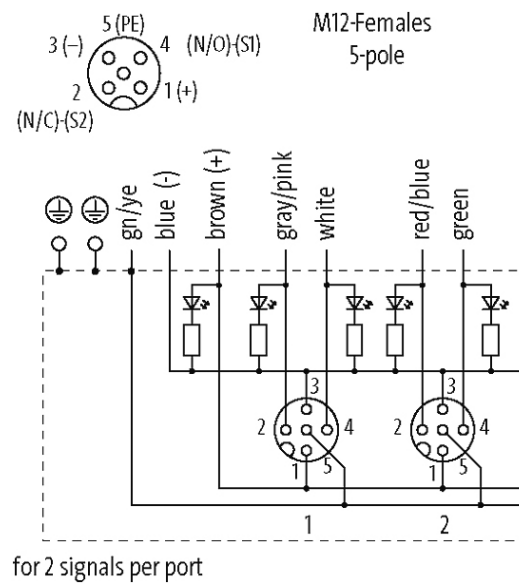 5 (PE)
M12-Females
3 (–)
4
(N/O)-(S1)
5-pole
2
1 (+)
(N/C)-(S2)
gn/ye
blue (-)
brown (+)
gray/pink
white
red/blue
green
3
3
2
4
2
4
1
5
1
5
1
2
for 2 signals per port